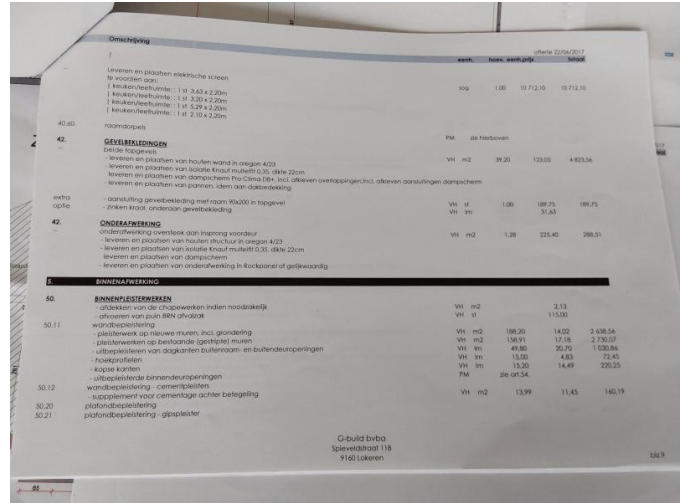 Omschrijving
offerte 22/06/2017
eenh. hoev. eenh.prijs totaal
Leveren en plaatsen elektrische screen
te voorzien aan:
| keuken/leefruimte: : 1 st 3,63 x 2,20m sog 1,00 10 712,10 10 712,10
| keuken/leefruimte: : 1 st 3,20 x 2,20m
| keuken/leefruimte: : 1 st 5,29 x 2,20m
| keuken/leefruimte: : 1 st 2,10 x 2,20m
40.60. raamdorpels PM zie hierboven
42. GEVELBEKLEDINGEN
beide topgevels
- leveren en plaatsen van houten wand in oregon 4/23 VH m2 39,20 123,05 4 823,56
- leveren en plaatsen van isolatie Knauf multifit 0,35, dikte 22cm
- leveren en plaatsen van dampscherm Pro Clima DB+, incl. afkleven overlappingen,incl. afkleven aansluitingen dampscherm
- leveren en plaatsen van pannen, idem aan dakbedekking
extra - aansluiting gevelbekleding met raam 90x200 in topgevel VH st 1,00 189,75 189,75
optie - zinken kraal, onderaan gevelbekleding VH lm 31,63
42. ONDERAFWERKING
onderafwerking oversteek aan insprong voordeur VH m2 1,28 225,40 288,51
- leveren en plaatsen van houten structuur in oregon 4/23
- leveren en plaatsen van isolatie Knauf multifit 0,35, dikte 22cm
- leveren en plaatsen van dampscherm
- leveren en plaatsen van onderafwerking in Rockpanel of gelijkwaardig
5. BINNENAFWERKING
50. BINNENPLEISTERWERKEN
- afdekken van de chapewerken indien noodzakelijk VH m2 2,13
- afvoeren van puin BRN afvalzak VH st 115,00
50.11 wandbepleistering
- pleisterwerk op nieuwe muren, incl. grondering VH m2 188,20 14,02 2 638,56
- pleisterwerken op bestaande (gestripte) muren VH m2 158,91 17,18 2 730,07
- uitbepleisteren van dagkanten buitenraam- en buitendeuropeningen VH lm 49,80 20,70 1 030,86
- hoekprofielen VH lm 15,00 4,83 72,45
- kopse kanten VH lm 15,20 14,49 220,25
- uitbepleisterde binnendeuropeningen PM zie art.54.
50.12 wandbepleistering - cementpleisters
- suppplement voor cementage achter betegeling VH m2 13,99 11,45 160,19
50.20 plafondbepleistering
50.21 plafondbepleistering - gipspleister
G-build bvba
Spieveldstraat 118
9160 Lokeren
blz 9